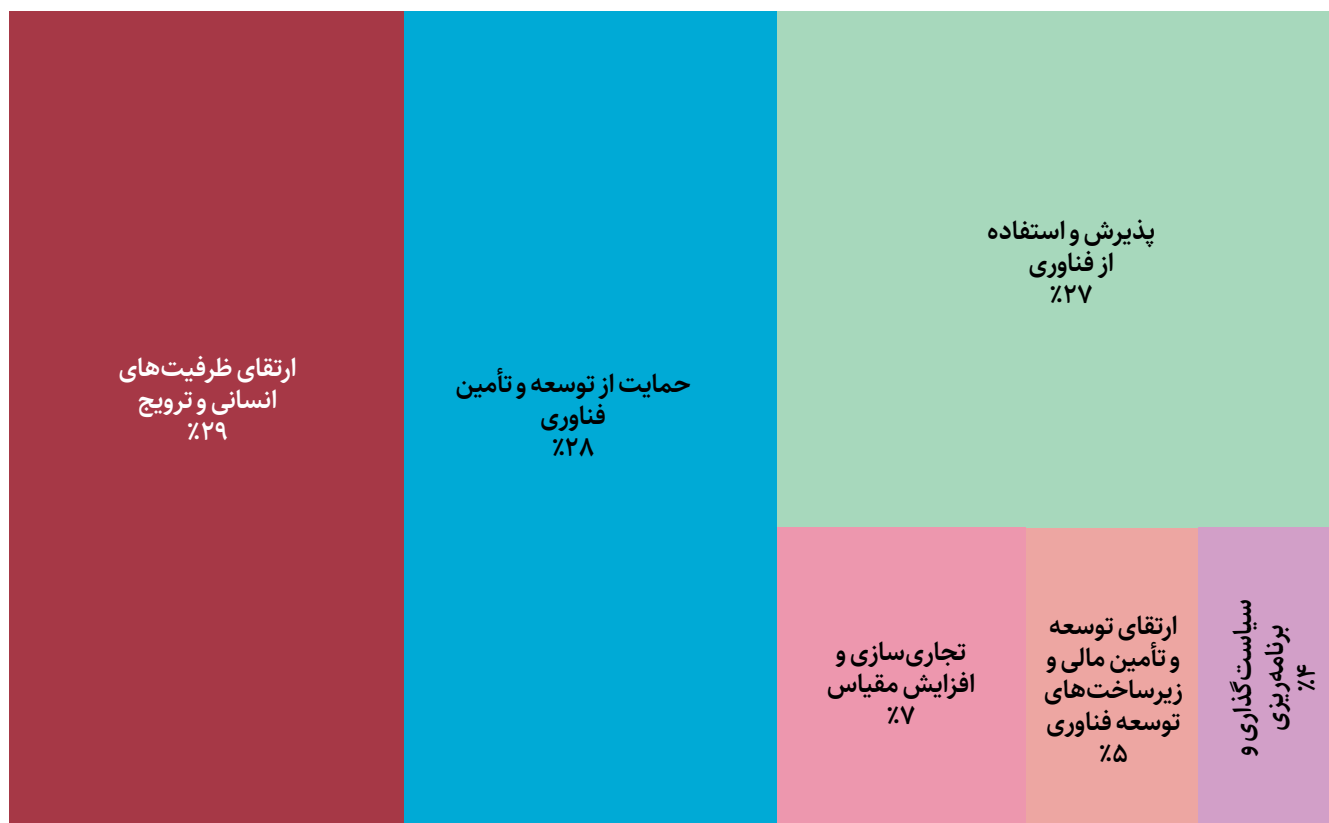 پذیرش و استفاده
از فناوری
٪۲۷
حمایت از توسعه و تأمین
فناوری
٪۲۸
ارتقای ظرفیت‌های
انسانی و ترویج
٪۲۹
سیاست‌گذاری و
برنامه‌ریزی
٪۴
ارتقای توسعه
و تأمین مالی و
زیرساخت‌های
توسعه فناوری
٪۵
تجاری‌سازی و
افزایش مقیاس
٪۷